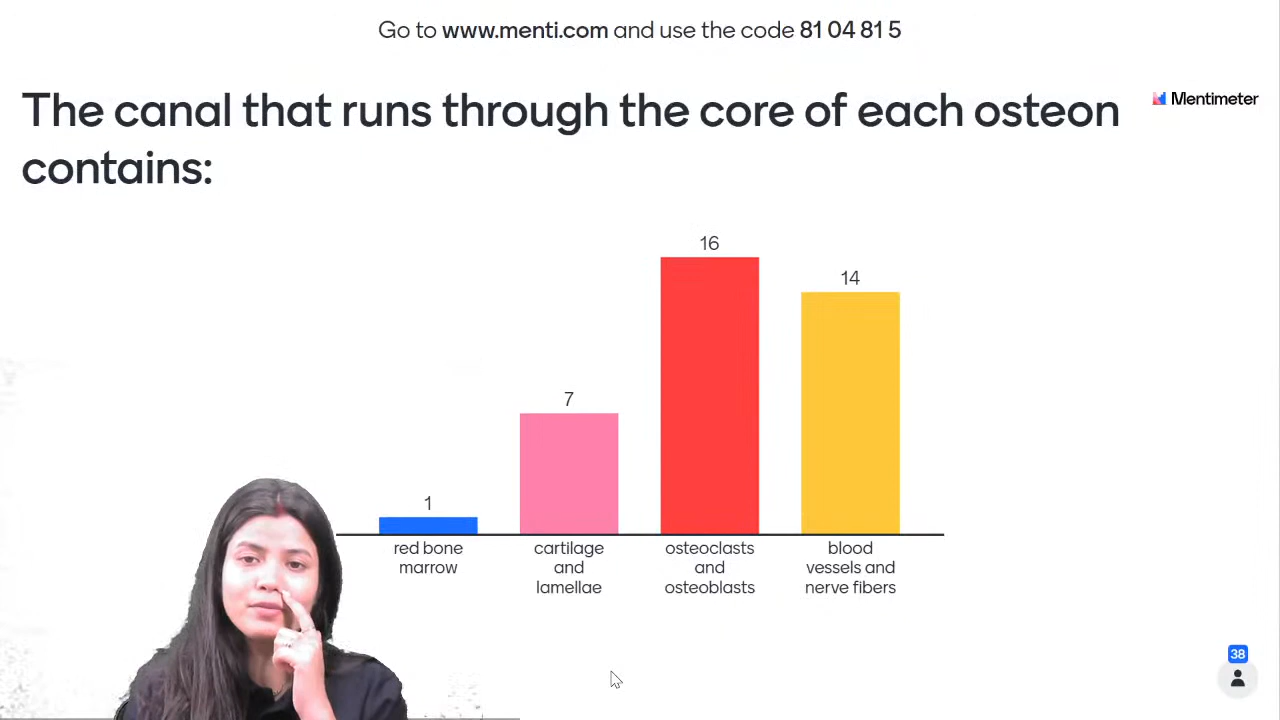 Go to www.menti.com and use the code 81 04 81 5
The canal that runs through the core of each osteon
contains:
Mentimeter
16
14
7
1
red bone
marrow
cartilage
and
lamellae
osteoclasts
and
osteoblasts
blood
vessels and
nerve fibers
38